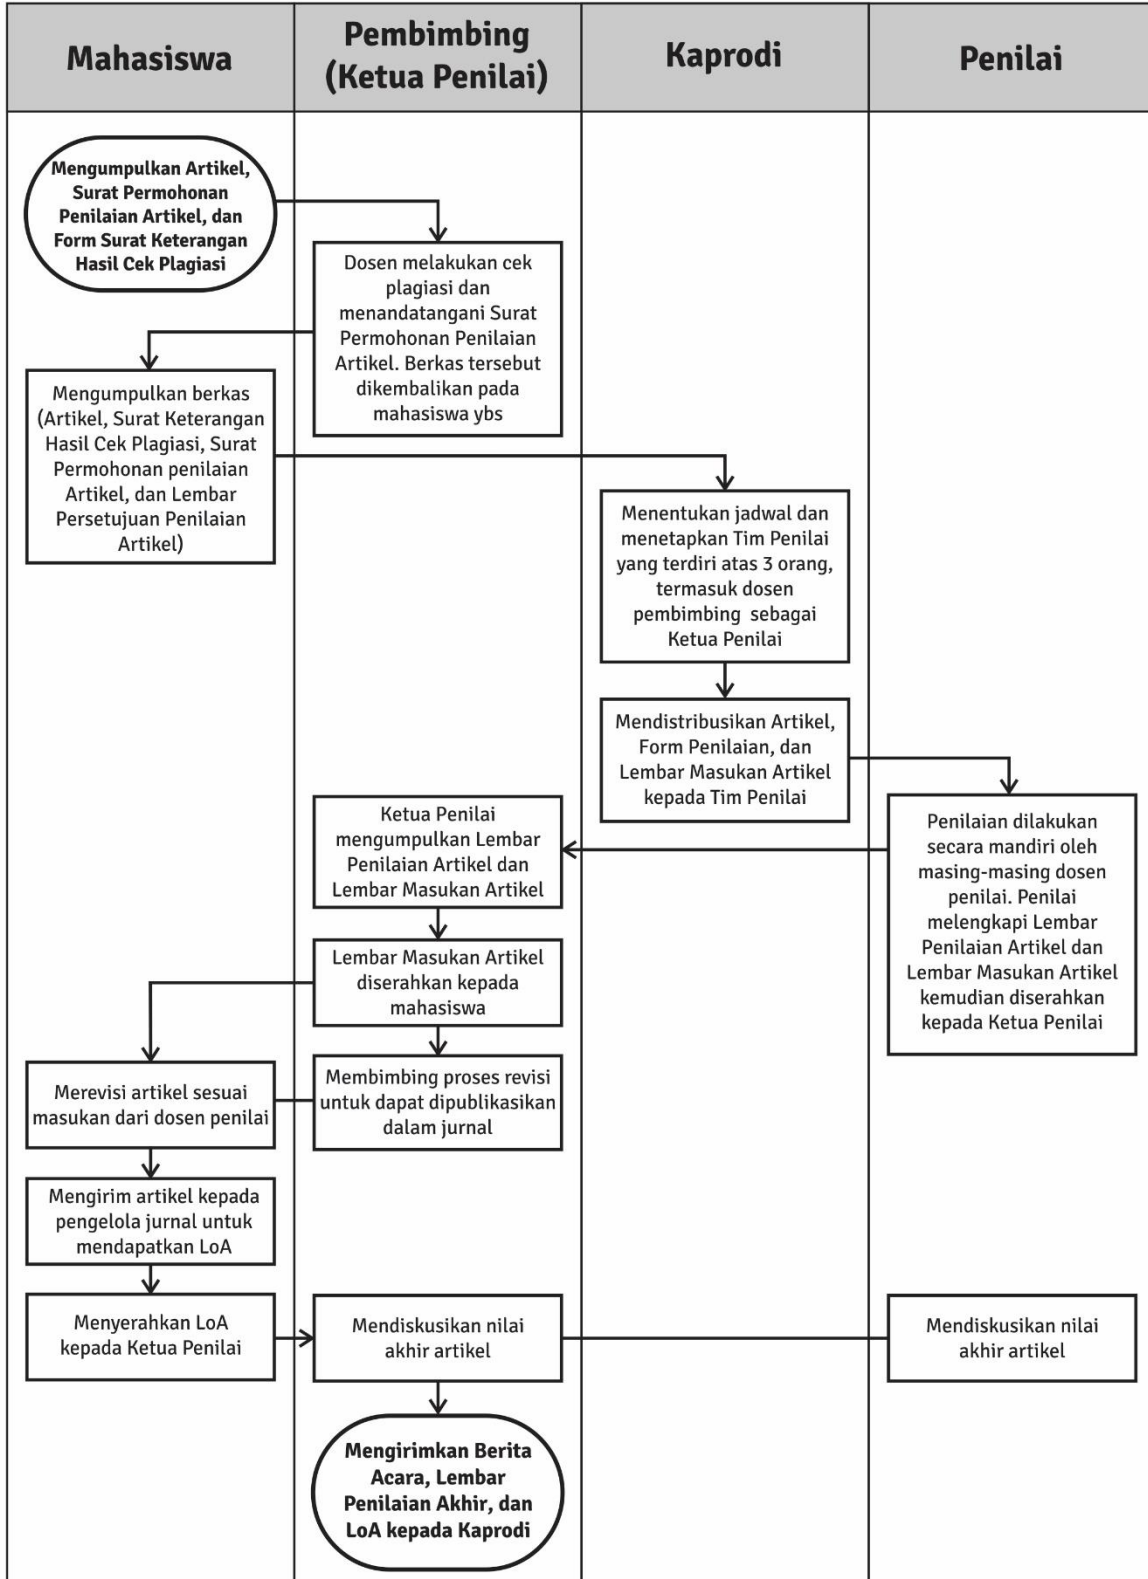 Mahasiswa
Pembimbing
(Ketua Penilai)
Kaprodi
Penilai
Mengumpulkan Artikel,
Surat Permohonan
Penilaian Artikel, dan
Form Surat Keterangan
Hasil Cek Plagiasi
Dosen melakukan cek
plagiasi dan
menandatangani Surat
Permohonan Penilaian
Artikel. Berkas tersebut
dikembalikan pada
mahasiswa ybs
Mengumpulkan berkas
(Artikel, Surat Keterangan
Hasil Cek Plagiasi, Surat
Permohonan penilaian
Artikel, dan Lembar
Persetujuan Penilaian
Artikel)
Menentukan jadwal dan
menetapkan Tim Penilai
yang terdiri atas 3 orang,
termasuk dosen
pembimbing sebagai
Ketua Penilai
Mendistribusikan Artikel,
Form Penilaian, dan
Lembar Masukan Artikel
kepada Tim Penilai
Penilaian dilakukan
secara mandiri oleh
masing-masing dosen
penilai. Penilai
melengkapi Lembar
Penilaian Artikel dan
Lembar Masukan Artikel
kemudian diserahkan
kepada Ketua Penilai
Ketua Penilai
mengumpulkan Lembar
Penilaian Artikel dan
Lembar Masukan Artikel
Lembar Masukan Artikel
diserahkan kepada
mahasiswa
Membimbing proses revisi
untuk dapat dipublikasikan
dalam jurnal
Merevisi artikel sesuai
masukan dari dosen penilai
Mengirim artikel kepada
pengelola jurnal untuk
mendapatkan LoA
Menyerahkan LoA
kepada Ketua Penilai
Mendiskusikan nilai
akhir artikel
Mendiskusikan nilai
akhir artikel
Mengirimkan Berita
Acara, Lembar
Penilaian Akhir, dan
LoA kepada Kaprodi